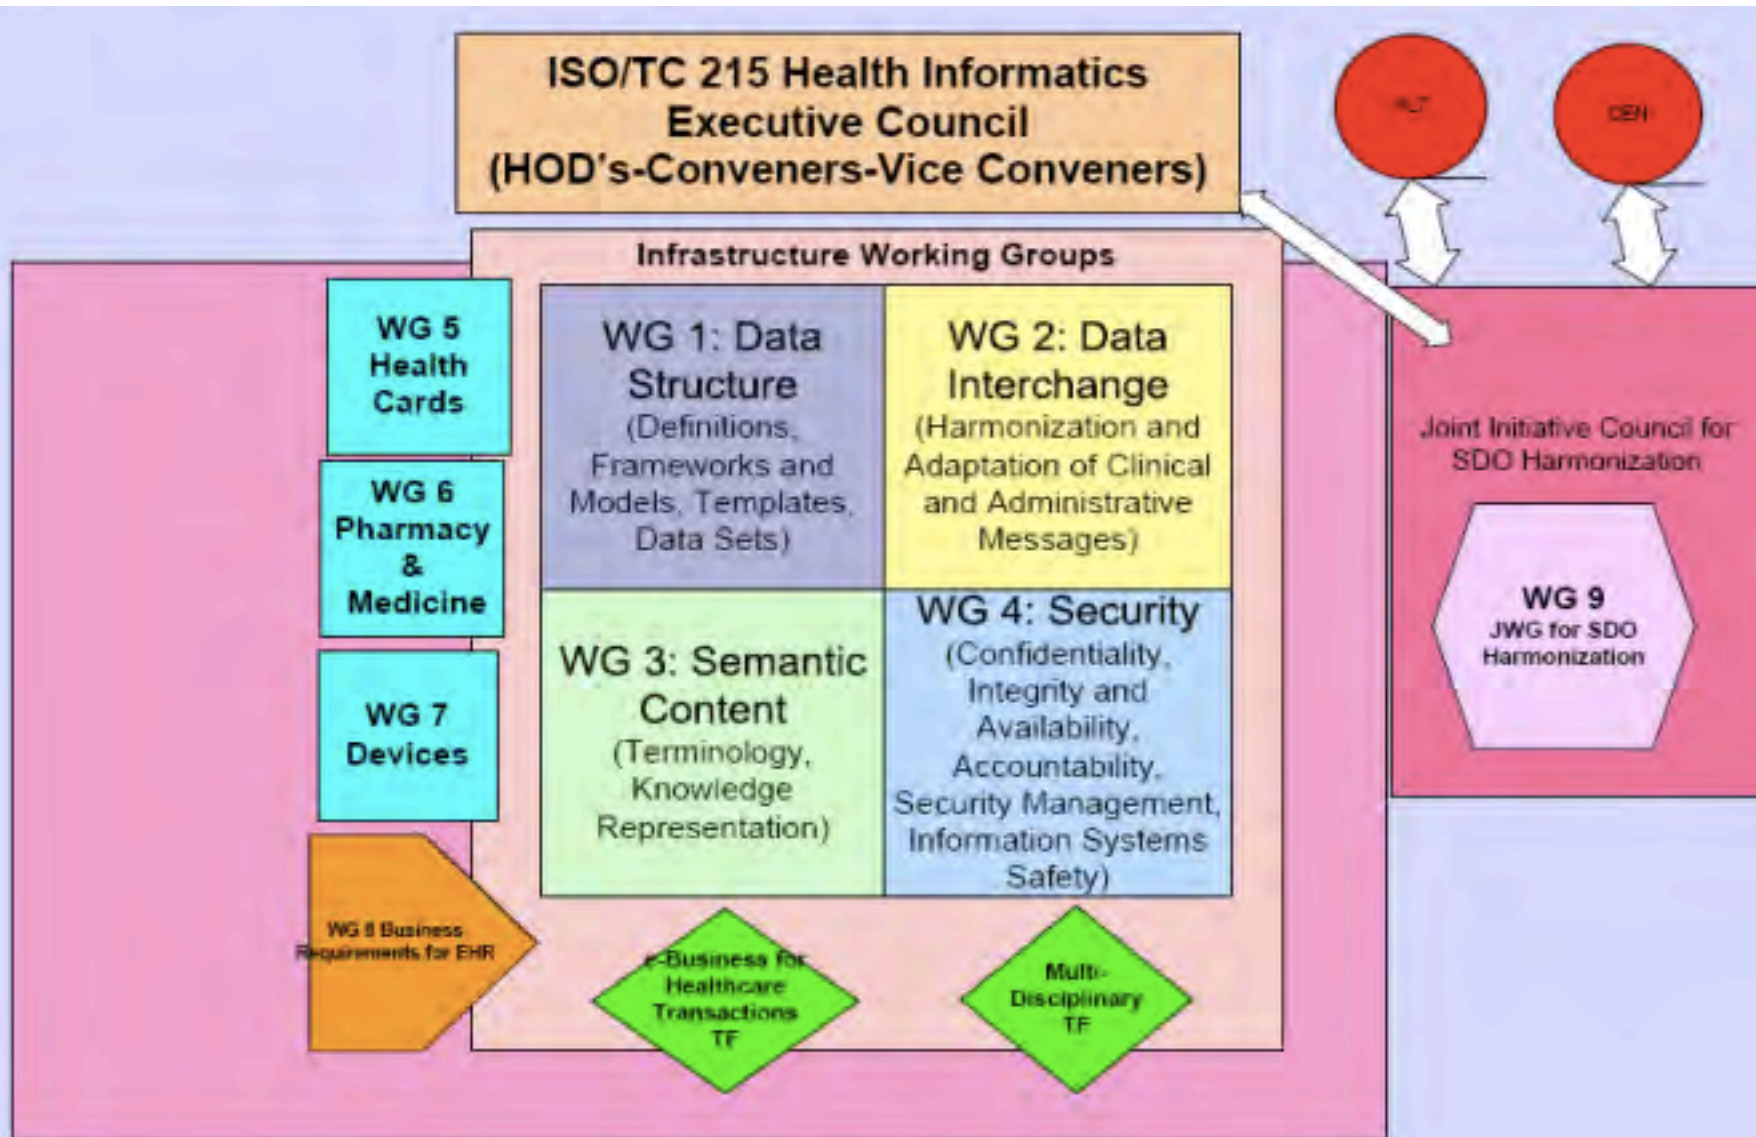 ISO/TC 215 Health Informatics
Executive Council
(HOD's-Conveners-Vice Conveners)
CEN
Infrastructure Working Groups
WG 5
Health
Cards
WG 6
Pharmacy
&
Medicine
WG 7
Devices
WG 8 Business
Requirements for EHR
WG 1: Data
Structure
(Definitions,
Frameworks and
Models, Templates,
Data Sets)
WG 2: Data
Interchange
(Harmonization and
Adaptation of Clinical
and Administrative
Messages)
WG 3: Semantic
Content
(Terminology,
Knowledge
Representation)
WG 4: Security
(Confidentiality,
Integrity and
Availability,
Accountability,
Security Management,
Information Systems
Safety)
e-Business for
Healthcare
Transactions
TF
Multi-
Disciplinary
TF
Joint Initiative Council for
SDO Harmonization
WG 9
JWG for SDO
Harmonization